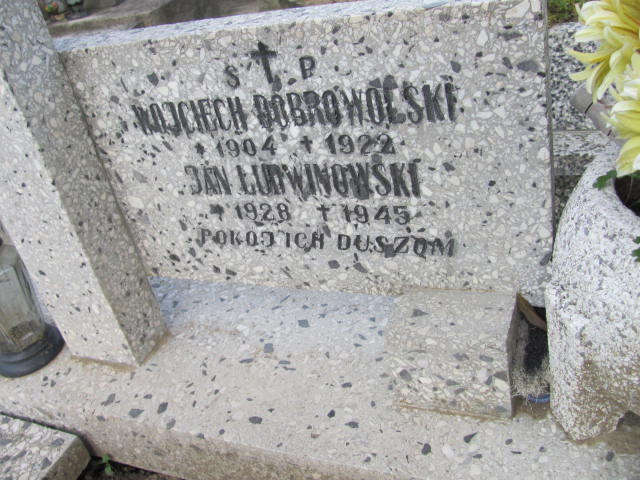 Ś † P
WOJCIECH DOBROWOLSKI
* 1904 † 1922
JAN LUDWINOWSKI
* 1928 † 1945
POKÓJ ICH DUSZOM